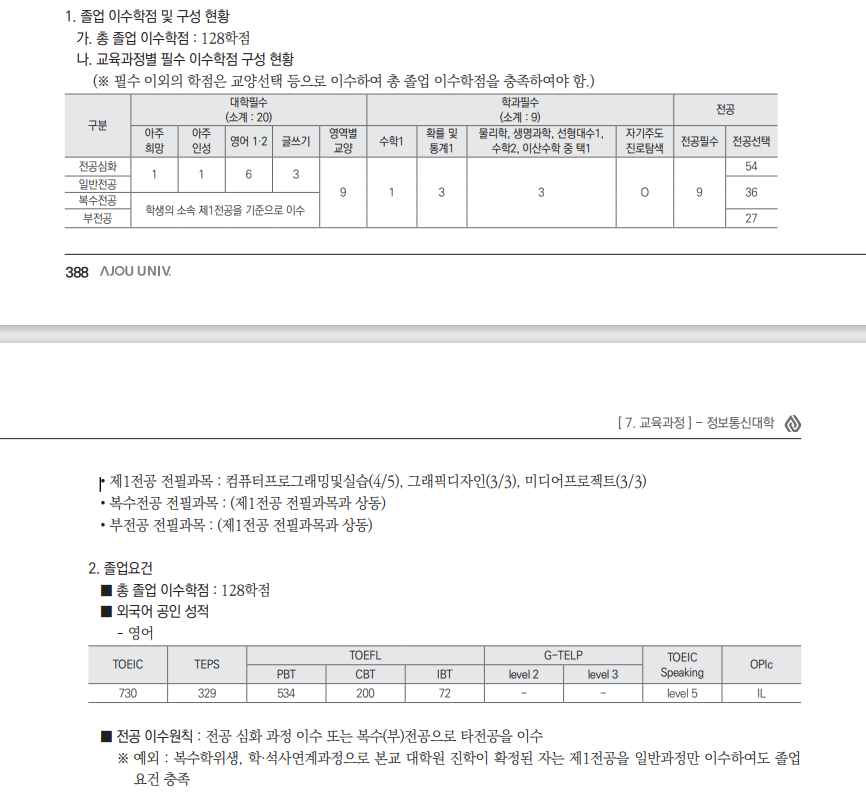 1. 졸업 이수학점 및 구성 현황
가. 총 졸업 이수학점 : 128학점
나. 교육과정별 필수 이수학점 구성 현황
(※ 필수 이외의 학점은 교양선택 등으로 이수하여 총 졸업 이수학점을 충족하여야 함.)
구분 대학필수 (소계 : 20) 학과필수 (소계 : 9) 전공
아주 희망 아주 인성 영어 1·2 글쓰기 영역별 교양 수학1 확률 및 통계1 물리학, 생명과학, 선형대수1, 수학2, 이산수학 중 택1 자기주도 진로탐색 전공필수 전공선택
전공심화 1 1 6 3 9 1 3 3 O 9 54
일반전공 36
복수전공 학생의 소속 제1전공을 기준으로 이수
부전공 27
388 AJOU UNIV.
[ 7. 교육과정 ] - 정보통신대학
• 제1전공 전필과목 : 컴퓨터프로그래밍및실습(4/5), 그래픽디자인(3/3), 미디어프로젝트(3/3)
• 복수전공 전필과목 : (제1전공 전필과목과 상동)
• 부전공 전필과목 : (제1전공 전필과목과 상동)
2. 졸업요건
■ 총 졸업 이수학점 : 128학점
■ 외국어 공인 성적
- 영어
TOEIC TEPS TOEFL G-TELP TOEIC Speaking OPIc
PBT CBT IBT level 2 level 3
730 329 534 200 72 - - level 5 IL
■ 전공 이수원칙 : 전공 심화 과정 이수 또는 복수(부)전공으로 타전공을 이수
※ 예외 : 복수학위생, 학·석사연계과정으로 본교 대학원 진학이 확정된 자는 제1전공을 일반과정만 이수하여도 졸업
요건 충족